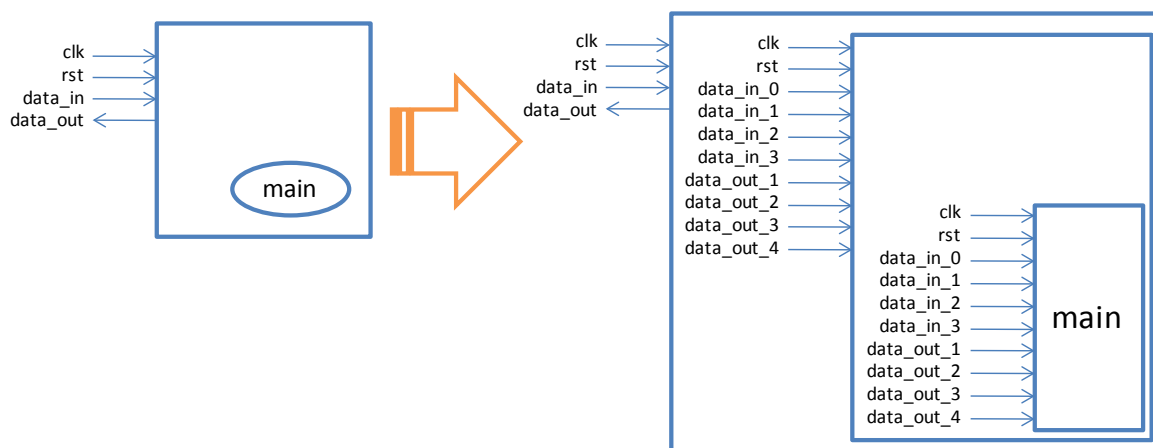 clk
rst
data_in
data_out
main
clk
rst
data_in
data_out
clk
rst
data_in_0
data_in_1
data_in_2
data_in_3
data_out_1
data_out_2
data_out_3
data_out_4
clk
rst
data_in_0
data_in_1
data_in_2
data_in_3
data_out_1
data_out_2
data_out_3
data_out_4
main